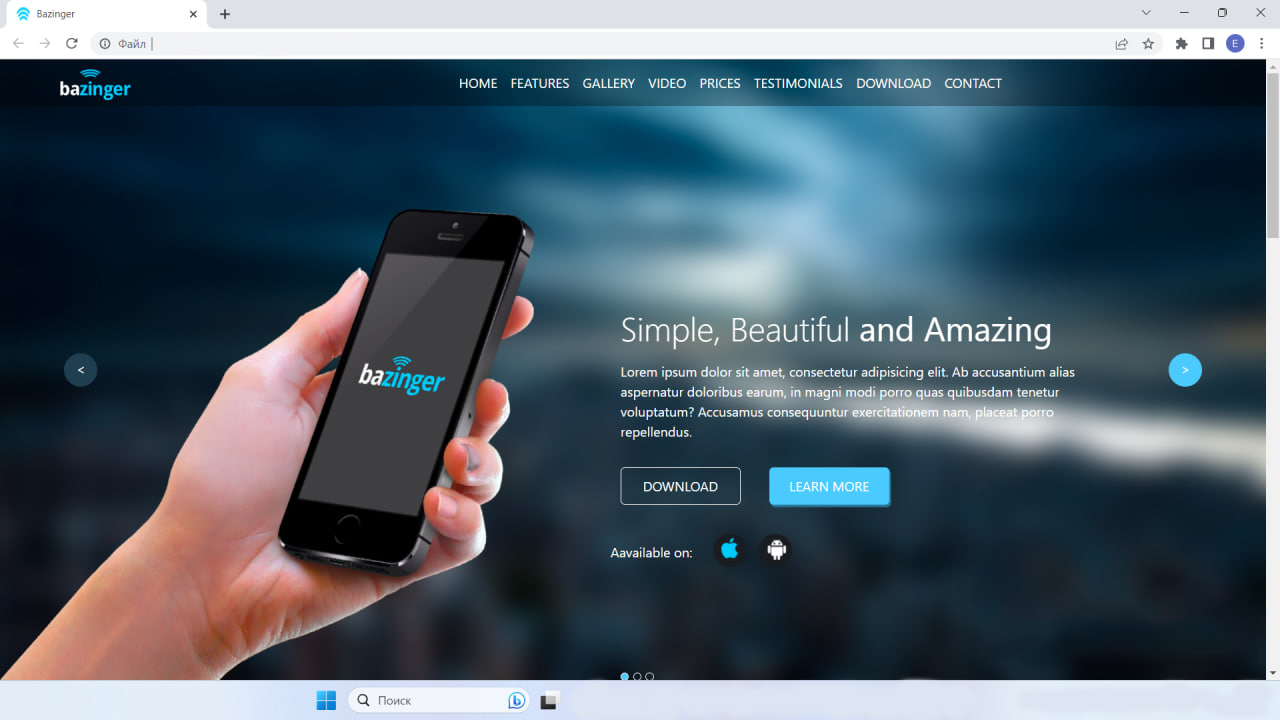 Bazinger
Файл
bazinger
HOME FEATURES GALLERY VIDEO PRICES TESTIMONIALS DOWNLOAD CONTACT
bazinger
Simple, Beautiful and Amazing
Lorem ipsum dolor sit amet, consectetur adipisicing elit. Ab accusantium alias
aspernatur doloribus earum, in magni modi porro quas quibusdam tenetur
voluptatum? Accusamus consequuntur exercitationem nam, placeat porro
repellendus.
< >
DOWNLOAD LEARN MORE
Aavailable on:
Поиск
E